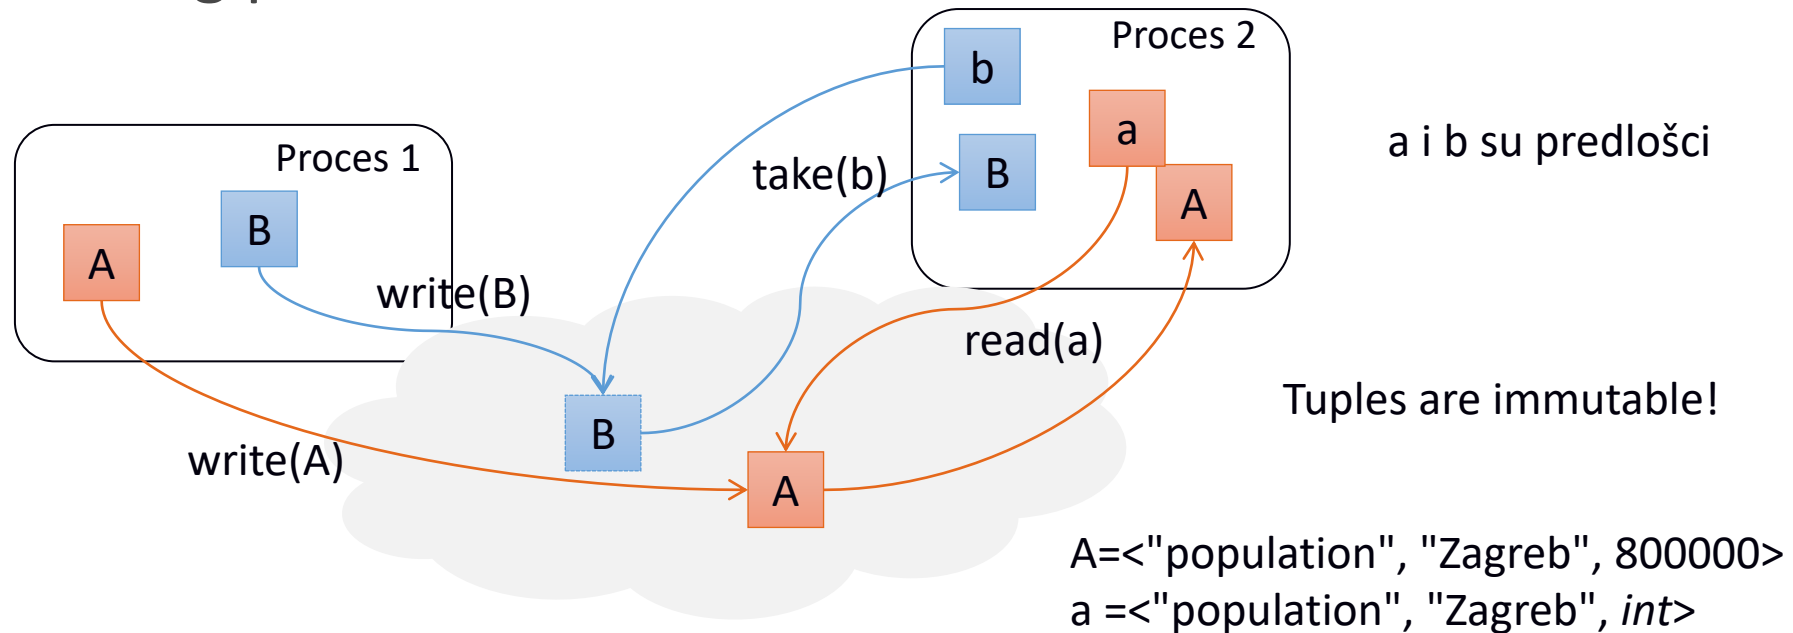 Proces 1
A
B
write(B)
write(A)
B
A
Proces 2
b
B
a
A
take(b)
read(a)
a i b su predlošci
Tuples are immutable!
A=<"population", "Zagreb", 800000>
a =<"population", "Zagreb", int>